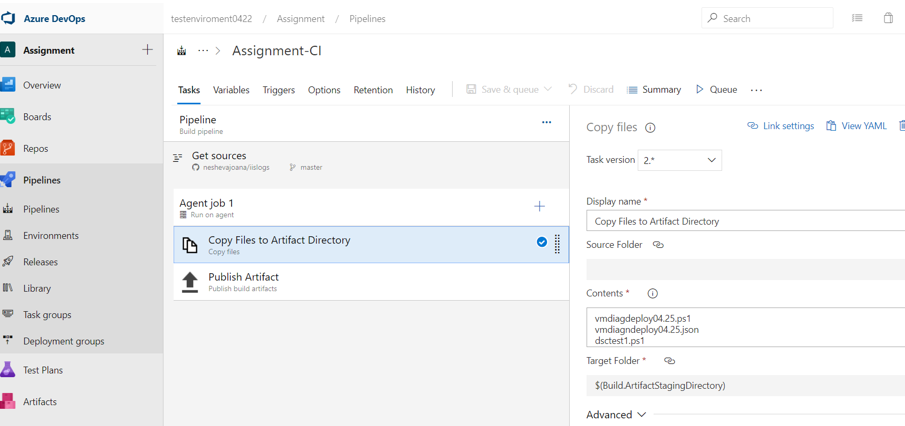 Azure DevOps
testenviroment0422 / Assignment / Pipelines
Search
A Assignment
Overview
Boards
Repos
Pipelines
Pipelines
Environments
Releases
Library
Task groups
Deployment groups
Test Plans
Artifacts
··· > Assignment-CI
Tasks Variables Triggers Options Retention History Save & queue Discard Summary Queue ···
Pipeline
Build pipeline
Get sources
neshevajoana/iislogs master
Agent job 1
Run on agent
Copy Files to Artifact Directory
Copy files
Publish Artifact
Publish build artifacts
Copy files Link settings View YAML
Task version 2.*
Display name *
Copy Files to Artifact Directory
Source Folder
Contents *
vmdiagdeploy04.25.ps1
vmdiagndeploy04.25.json
dsctest1.ps1
Target Folder *
$(Build.ArtifactStagingDirectory)
Advanced